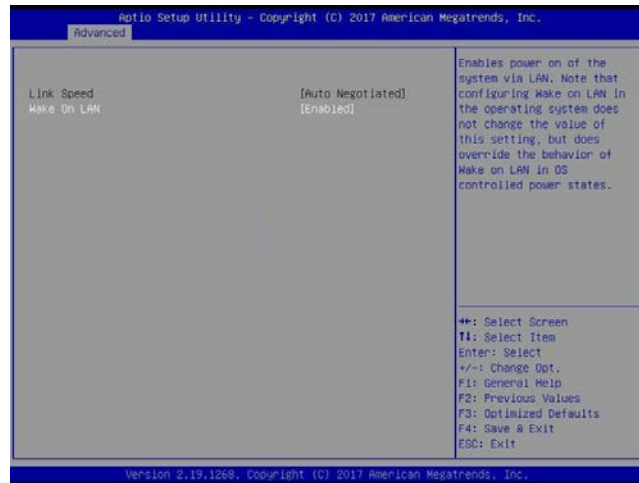 Aptio Setup Utility - Copyright (C) 2017 American Megatrends, Inc.
Advanced
Link Speed [Auto Negotiated]
Wake On LAN [Enabled]
Enables power on of the
system via LAN. Note that
configuring Wake on LAN in
the operating system does
not change the value of
this setting, but does
override the behavior of
Wake on LAN in OS
controlled power states.
→←: Select Screen
↑↓: Select Item
Enter: Select
+/-: Change Opt.
F1: General Help
F2: Previous Values
F3: Optimized Defaults
F4: Save & Exit
ESC: Exit
Version 2.19.1268. Copyright (C) 2017 American Megatrends, Inc.